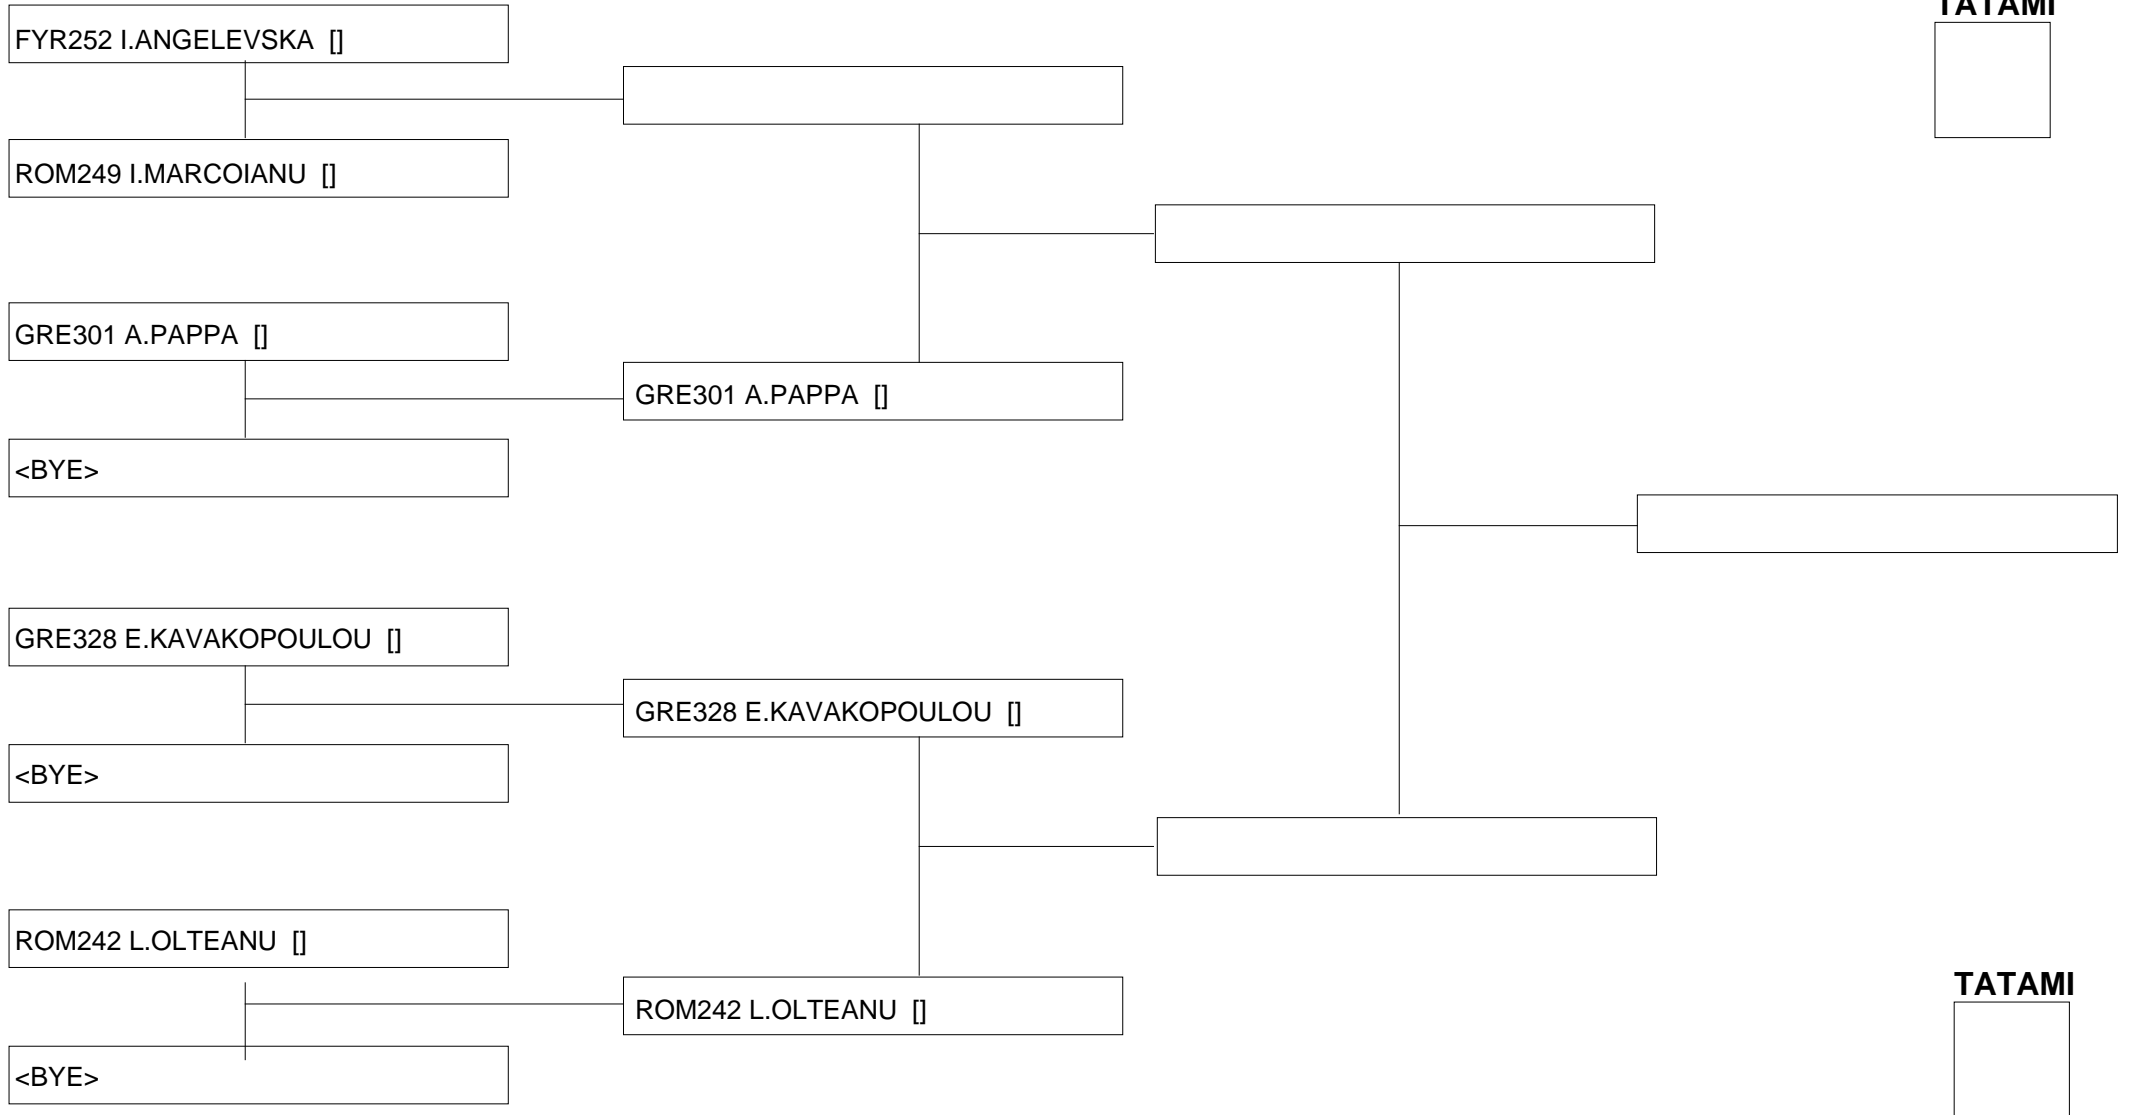 TATAMI
FYR252 I.ANGELEVSKA []
ROM249 I.MARCOIANU []
GRE301 A.PAPPA []
GRE301 A.PAPPA []
<BYE>
GRE328 E.KAVAKOPOULOU []
GRE328 E.KAVAKOPOULOU []
<BYE>
ROM242 L.OLTEANU []
TATAMI
ROM242 L.OLTEANU []
<BYE>